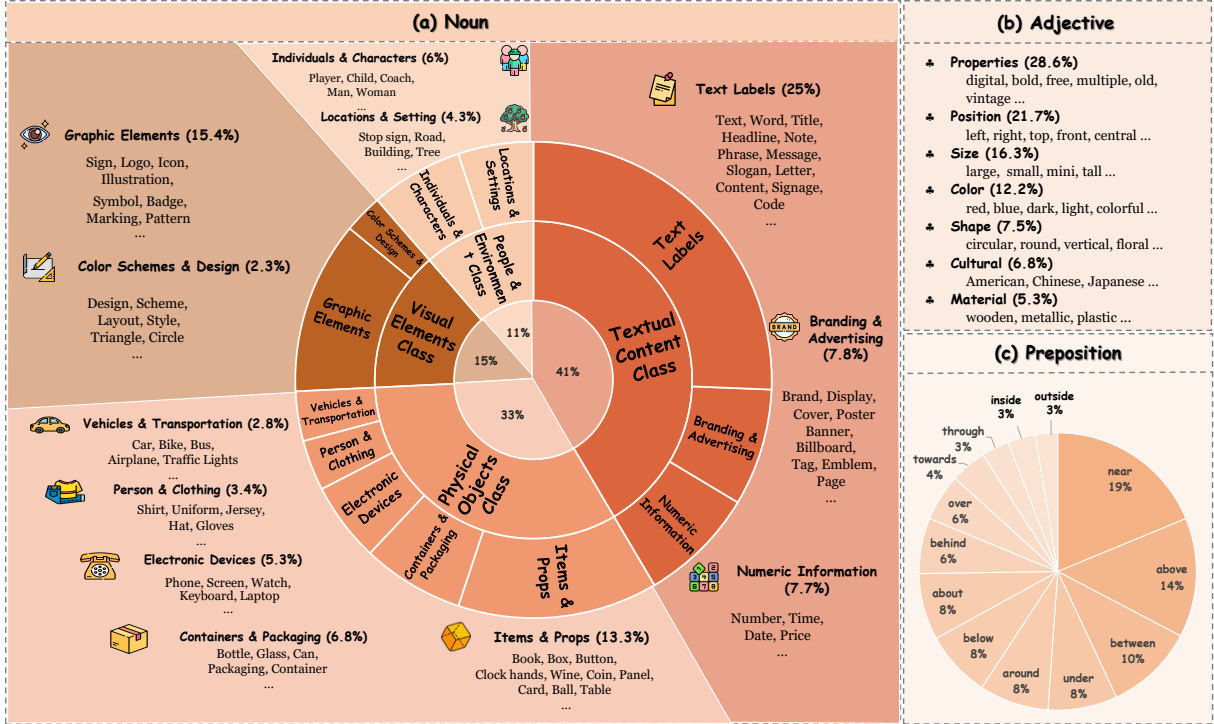 (a) Noun
Individuals & Characters (6%)
Player, Child, Coach,
Man, Woman
...
Locations & Setting (4.3%)
Stop sign, Road,
Building, Tree
...
Text Labels (25%)
Text, Word, Title,
Headline, Note,
Phrase, Message,
Slogan, Letter,
Content, Signage,
Code
...
Graphic Elements (15.4%)
Sign, Logo, Icon,
Illustration,
Symbol, Badge,
Marking, Pattern
...
Color Schemes & Design (2.3%)
Design, Scheme,
Layout, Style,
Triangle, Circle
...
Branding &
Advertising
(7.8%)
BRAND
Brand, Display,
Cover, Poster
Banner,
Billboard,
Tag, Emblem,
Page
...
Vehicles & Transportation (2.8%)
Car, Bike, Bus,
Airplane, Traffic Lights
...
Person & Clothing (3.4%)
Shirt, Uniform, Jersey,
Hat, Gloves
...
Electronic Devices (5.3%)
Phone, Screen, Watch,
Keyboard, Laptop
...
Containers & Packaging (6.8%)
Bottle, Glass, Can,
Packaging, Container
...
Items & Props (13.3%)
Book, Box, Button,
Clock hands, Wine, Coin, Panel,
Card, Ball, Table
...
Numeric Information
(7.7%)
Number, Time,
Date, Price
...
Locations &
Settings
Individuals &
Characters
Color Schemes &
Design
Graphic
Elements
Vehicles &
Transportation
Person &
Clothing
Electronic
Devices
Containers &
Packaging
Items &
Props
Numeric
Information
Branding &
Advertising
Text
Labels
People &
Environmen
t Class
Visual
Elements
Class
Physical
Objects
Class
Textual
Content
Class
11%
15%
33%
41%
(b) Adjective
♣ Properties (28.6%)
digital, bold, free, multiple, old,
vintage ...
♣ Position (21.7%)
left, right, top, front, central ...
♣ Size (16.3%)
large, small, mini, tall ...
♣ Color (12.2%)
red, blue, dark, light, colorful ...
♣ Shape (7.5%)
circular, round, vertical, floral ...
♣ Cultural (6.8%)
American, Chinese, Japanese ...
♣ Material (5.3%)
wooden, metallic, plastic ...
(c) Preposition
near
19%
above
14%
between
10%
under
8%
around
8%
below
8%
about
8%
behind
6%
over
6%
towards
4%
through
3%
inside
3%
outside
3%